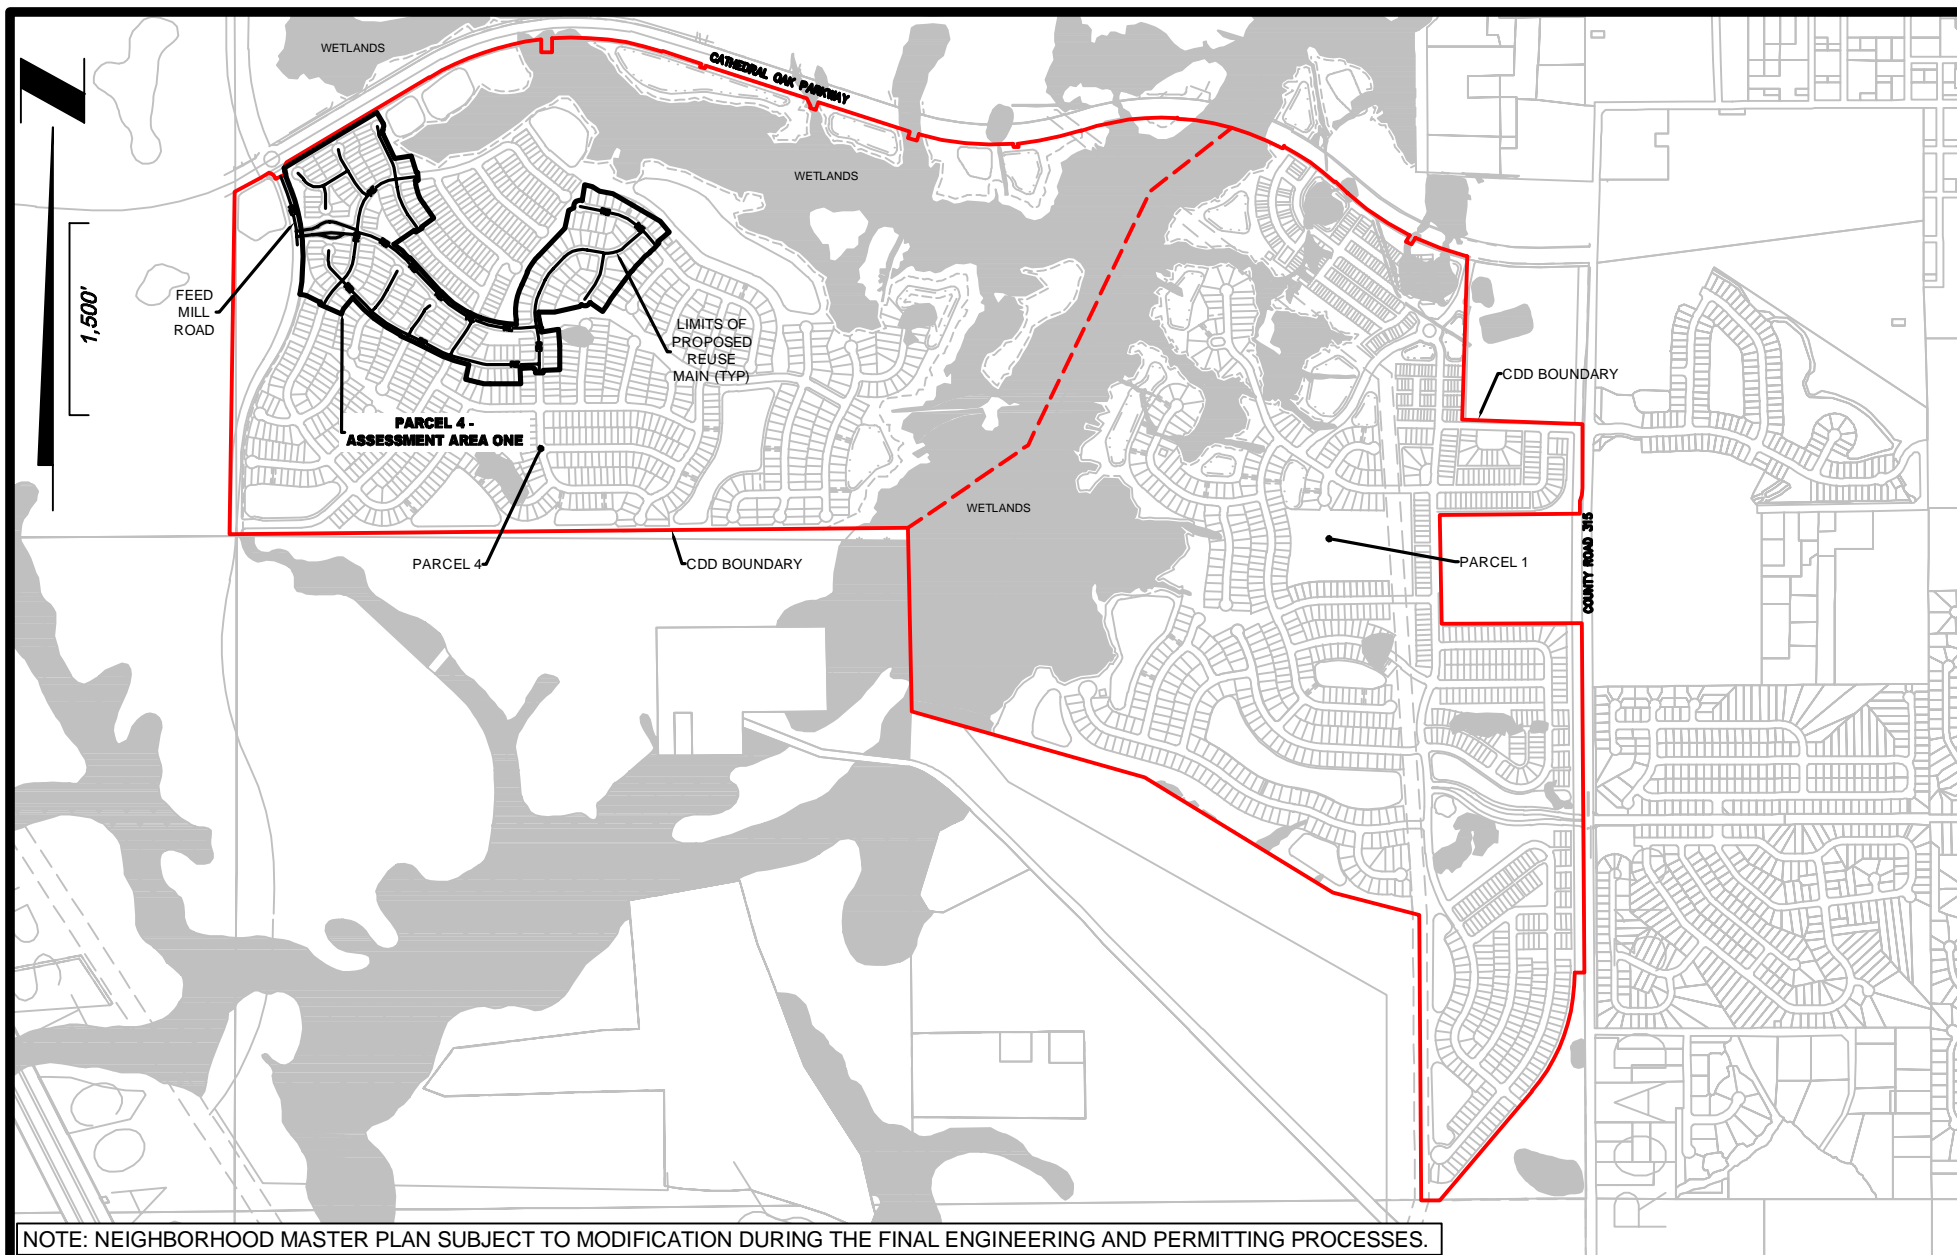 WETLANDS
CATHEDRAL OAK PARKWAY
WETLANDS
1,500'
FEED
MILL
ROAD
LIMITS OF
PROPOSED
REUSE
MAIN (TYP)
CDD BOUNDARY
PARCEL 4 -
ASSESSMENT AREA ONE
WETLANDS
PARCEL 4
CDD BOUNDARY
PARCEL 1
COUNTY ROAD 315
NOTE: NEIGHBORHOOD MASTER PLAN SUBJECT TO MODIFICATION DURING THE FINAL ENGINEERING AND PERMITTING PROCESSES.